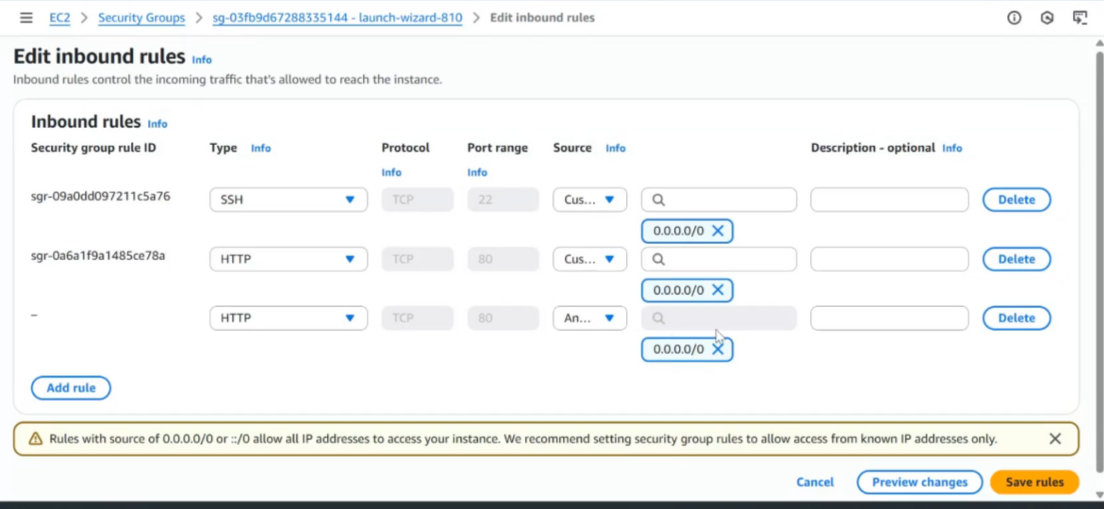 EC2 > Security Groups > sg-03fb9d67288335144 - launch-wizard-810 > Edit inbound rules
Edit inbound rules Info
Inbound rules control the incoming traffic that's allowed to reach the instance.
Inbound rules Info
Security group rule ID Type Info Protocol Info Port range Info Source Info Description - optional Info
sgr-09a0dd097211c5a76 SSH TCP 22 Cus... Delete
0.0.0.0/0
sgr-0a6a1f9a1485ce78a HTTP TCP 80 Cus... Delete
0.0.0.0/0
– HTTP TCP 80 An... Delete
0.0.0.0/0
Add rule
Rules with source of 0.0.0.0/0 or ::/0 allow all IP addresses to access your instance. We recommend setting security group rules to allow access from known IP addresses only.
Cancel Preview changes Save rules